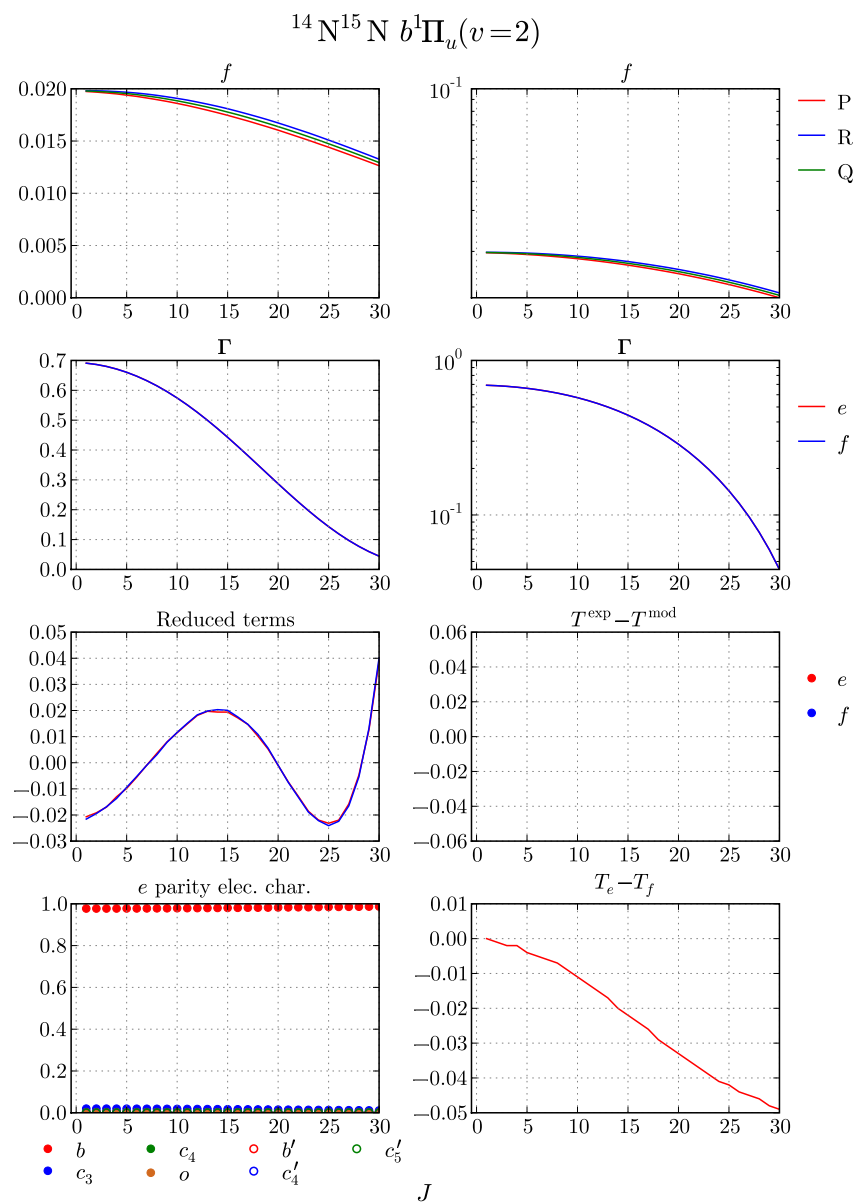 ¹⁴N¹⁵N b¹Πᵤ(v=2)
f
f
0.020
0.015
0.010
0.005
0.000
0 5 10 15 20 25 30
10⁻¹
0 5 10 15 20 25 30
P
R
Q
Γ
Γ
0.7
0.6
0.5
0.4
0.3
0.2
0.1
0.0
0 5 10 15 20 25 30
10⁰
10⁻¹
0 5 10 15 20 25 30
e
f
Reduced terms
T^exp−T^mod
0.05
0.04
0.03
0.02
0.01
0.00
−0.01
−0.02
−0.03
0 5 10 15 20 25 30
0.06
0.04
0.02
0.00
−0.02
−0.04
−0.06
0 5 10 15 20 25 30
e
f
e parity elec. char.
T_e−T_f
1.0
0.8
0.6
0.4
0.2
0.0
0 5 10 15 20 25 30
0.00
−0.01
−0.02
−0.03
−0.04
−0.05
0 5 10 15 20 25 30
b c₄ b′ c′₅
c₃ o c′₄
J